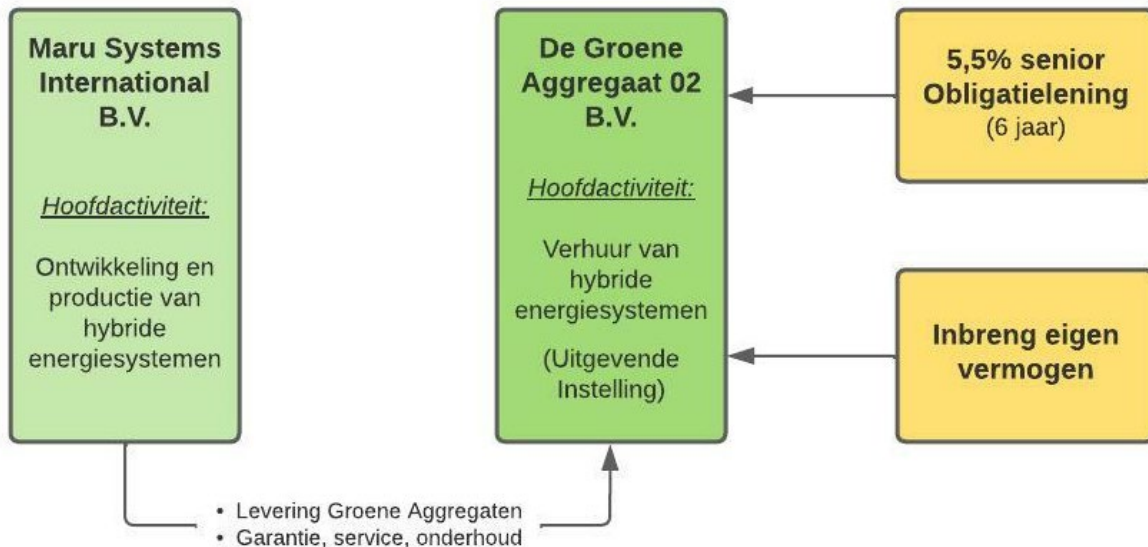 Maru Systems
International
B.V.
Hoofdactiviteit:
Ontwikkeling en
productie van
hybride
energiesystemen
De Groene
Aggregaat 02
B.V.
Hoofdactiviteit:
Verhuur van
hybride
energiesystemen
(Uitgevende
Instelling)
5,5% senior
Obligatielening
(6 jaar)
Inbreng eigen
vermogen
• Levering Groene Aggregaten
• Garantie, service, onderhoud